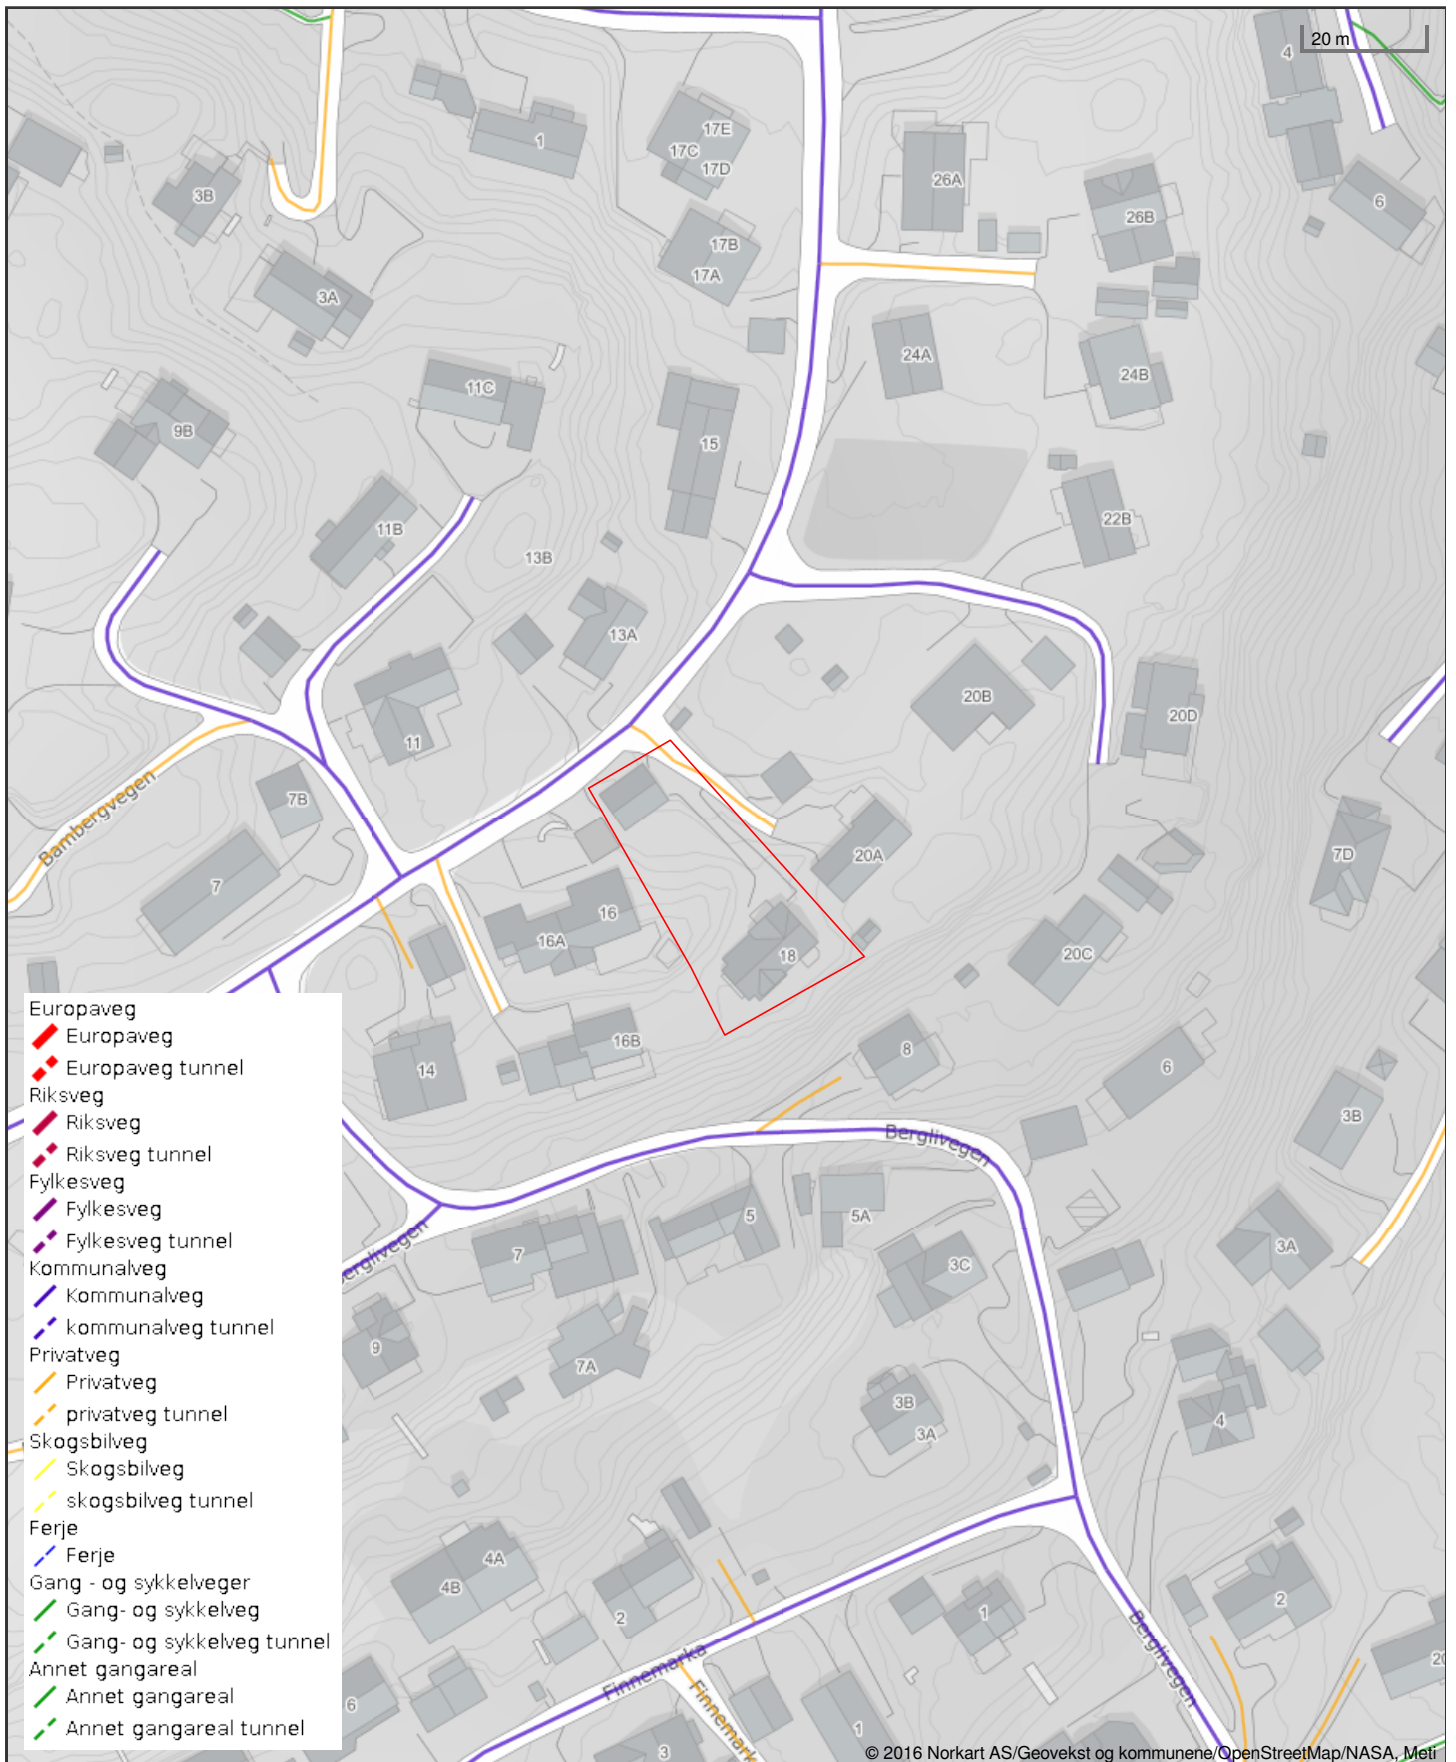 20 m
4
1
17E
17C
17D
3B
26A
6
26B
17B
17A
3A
24A
24B
11C
9B
15
22B
11B
13B
13A
20B
20D
11
7B
Bambergvegen
20A
7D
7
16
16A
18
20C
16B
8
14
6
3B
Berglivegen
5
5A
3A
7
3C
9
7A
3B
3A
4
4A
4B
2
1
2
Berglivegen
Finnemarka
6
1
3
Europaveg
Europaveg
Europaveg tunnel
Riksveg
Riksveg
Riksveg tunnel
Fylkesveg
Fylkesveg
Fylkesveg tunnel
Kommunalveg
Kommunalveg
kommunalveg tunnel
Privatveg
Privatveg
privatveg tunnel
Skogsbilveg
Skogsbilveg
skogsbilveg tunnel
Ferje
Ferje
Gang - og sykkelveger
Gang- og sykkelveg
Gang- og sykkelveg tunnel
Annet gangareal
Annet gangareal
Annet gangareal tunnel
© 2016 Norkart AS/Geovekst og kommunene/OpenStreetMap/NASA, Meti